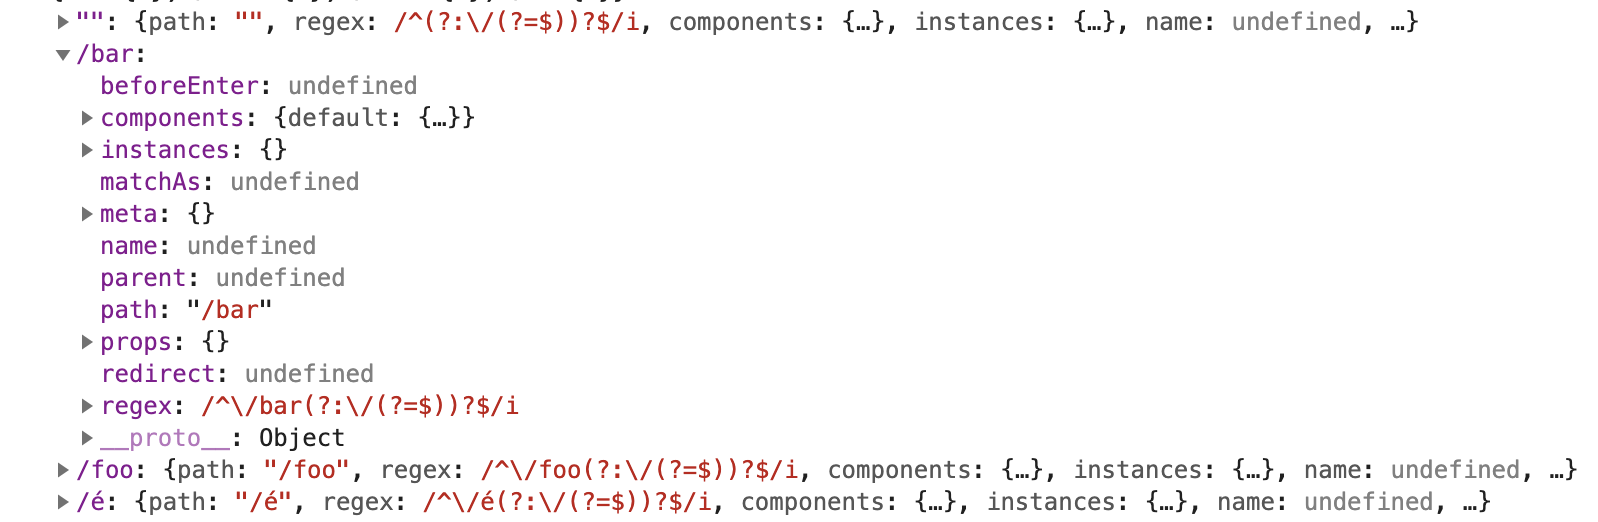 "": {path: "", regex: /^(?:\/(?=$))?$/i, components: {…}, instances: {…}, name: undefined, …}
/bar:
beforeEnter: undefined
components: {default: {…}}
instances: {}
matchAs: undefined
meta: {}
name: undefined
parent: undefined
path: "/bar"
props: {}
redirect: undefined
regex: /^\/bar(?:\/(?=$))?$/i
__proto__: Object
/foo: {path: "/foo", regex: /^\/foo(?:\/(?=$))?$/i, components: {…}, instances: {…}, name: undefined, …}
/é: {path: "/é", regex: /^\/é(?:\/(?=$))?$/i, components: {…}, instances: {…}, name: undefined, …}